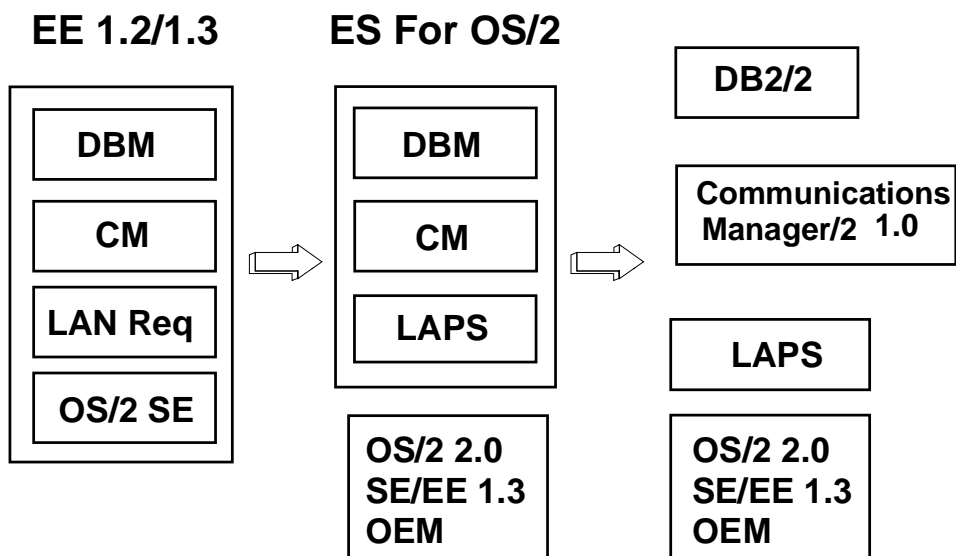 EE 1.2/1.3
DBM
CM
LAN Req
OS/2 SE
ES For OS/2
DBM
CM
LAPS
OS/2 2.0
SE/EE 1.3
OEM
DB2/2
Communications
Manager/2 1.0
LAPS
OS/2 2.0
SE/EE 1.3
OEM